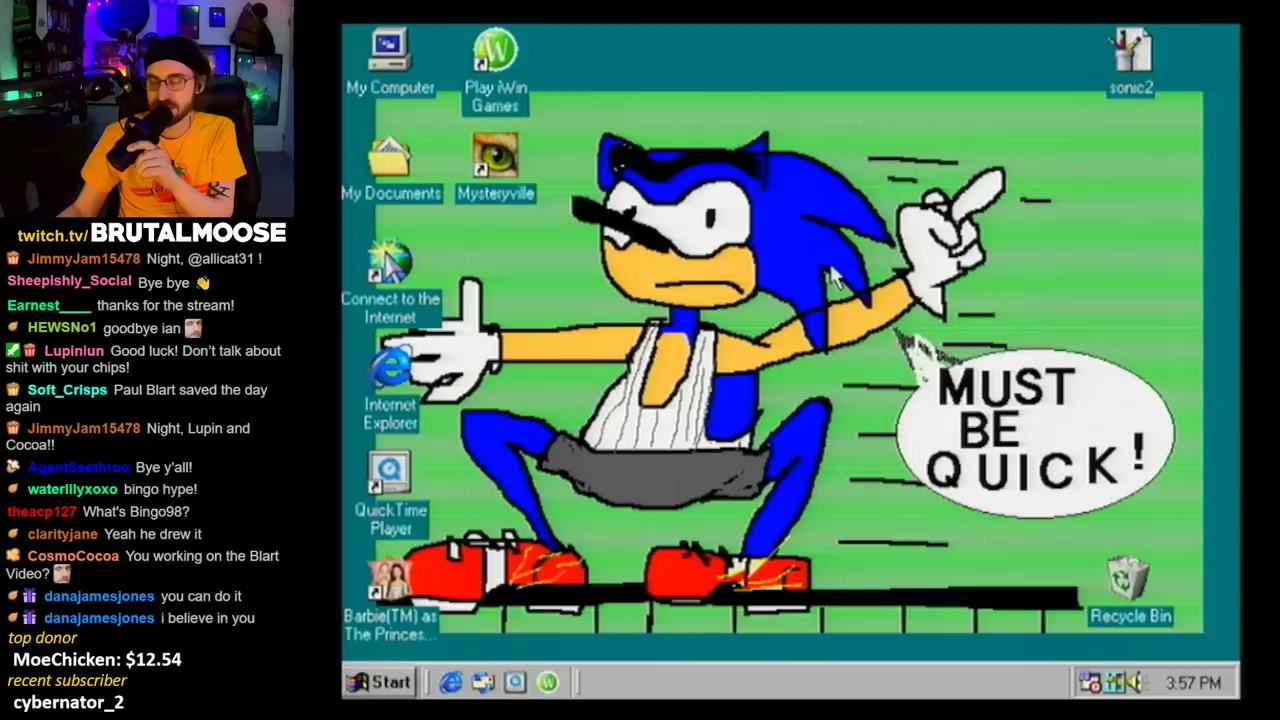 twitch.tv/BRUTALMOOSE
JimmyJam15478 Night, @allicat31 !
Sheepishly_Social Bye bye 👋
Earnest____ thanks for the stream!
HEWSNo1 goodbye ian
Lupiniun Good luck! Don't talk about
shit with your chips!
Soft_Crisps Paul Blart saved the day
again
JimmyJam15478 Night, Lupin and
Cocoa!!
AgentSeethroo Bye y'all!
waterlilyxoxo bingo hype!
theacp127 What's Bingo98?
clarityjane Yeah he drew it
CosmoCocoa You working on the Blart
Video?
danajamesjones you can do it
danajamesjones i believe in you
top donor
MoeChicken: $12.54
recent subscriber
cybernator_2
My Computer
Play iWin
Games
sonic2
My Documents
Mysteryville
Connect to the
Internet
Internet
Explorer
QuickTime
Player
Barbie(TM) as
The Princes...
MUST
BE
QUICK!
Recycle Bin
Start
3:57 PM